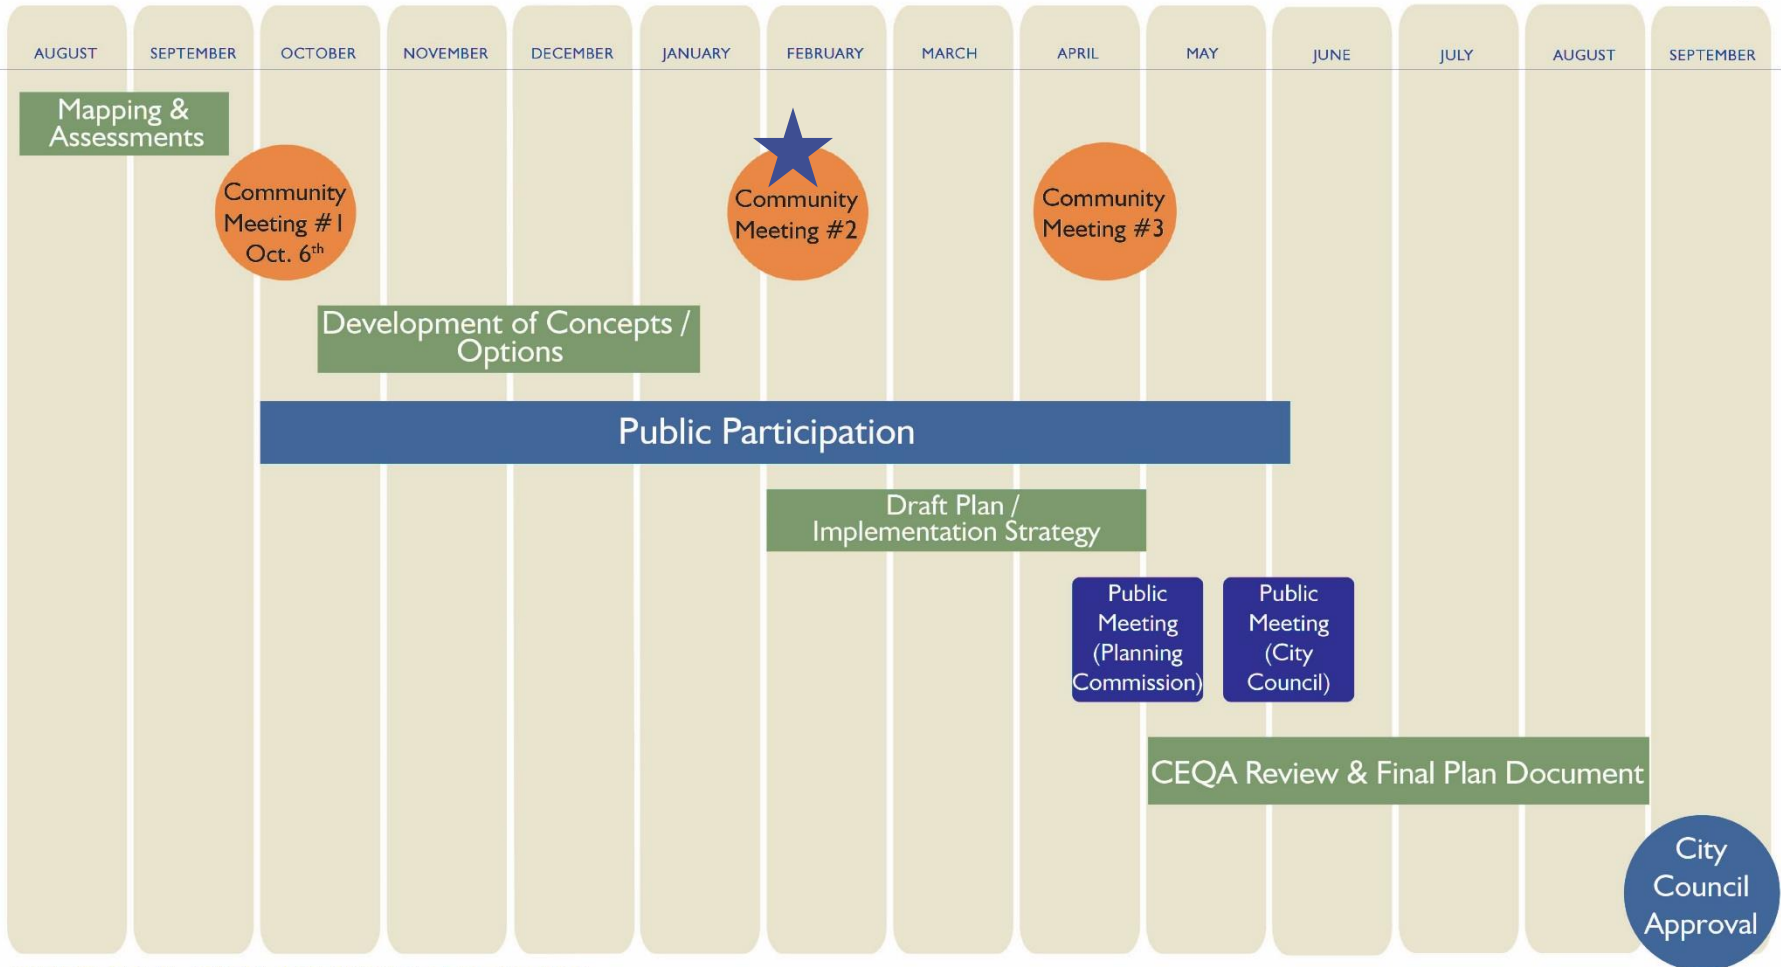 AUGUST SEPTEMBER OCTOBER NOVEMBER DECEMBER JANUARY FEBRUARY MARCH APRIL MAY JUNE JULY AUGUST SEPTEMBER
Mapping &
Assessments
Community
Meeting #1
Oct. 6th
Community
Meeting #2
Community
Meeting #3
Development of Concepts /
Options
Public Participation
Draft Plan /
Implementation Strategy
Public
Meeting
(Planning
Commission)
Public
Meeting
(City
Council)
CEQA Review & Final Plan Document
City
Council
Approval